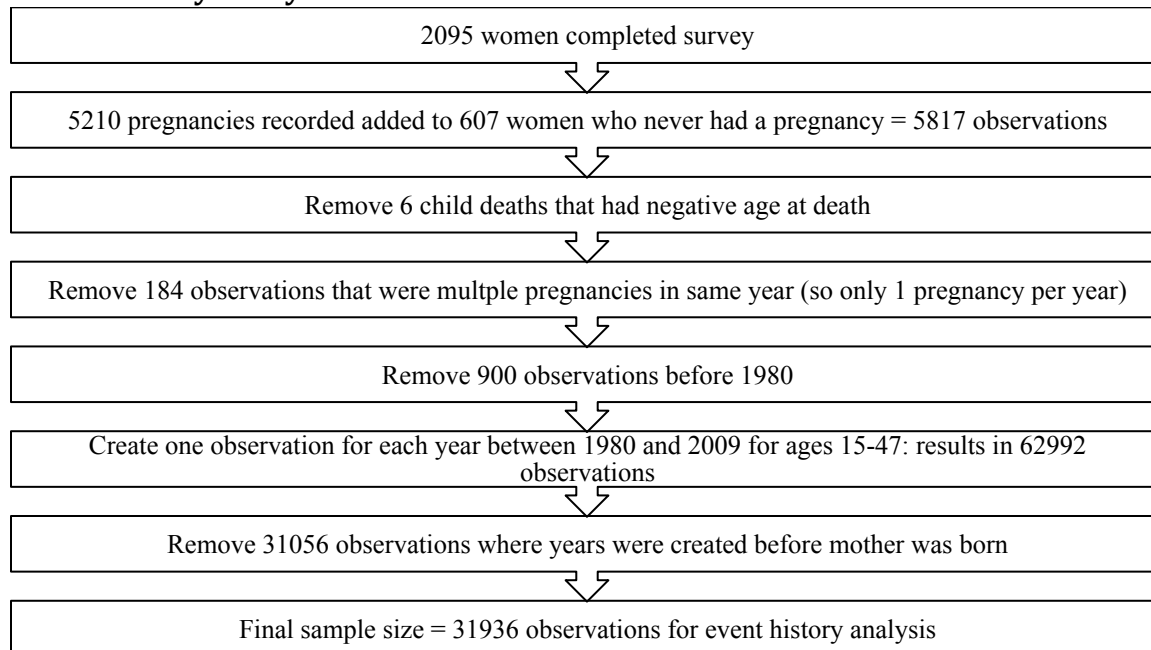 2095 women completed survey
5210 pregnancies recorded added to 607 women who never had a pregnancy = 5817 observations
Remove 6 child deaths that had negative age at death
Remove 184 observations that were multple pregnancies in same year (so only 1 pregnancy per year)
Remove 900 observations before 1980
Create one observation for each year between 1980 and 2009 for ages 15-47: results in 62992
observations
Remove 31056 observations where years were created before mother was born
Final sample size = 31936 observations for event history analysis